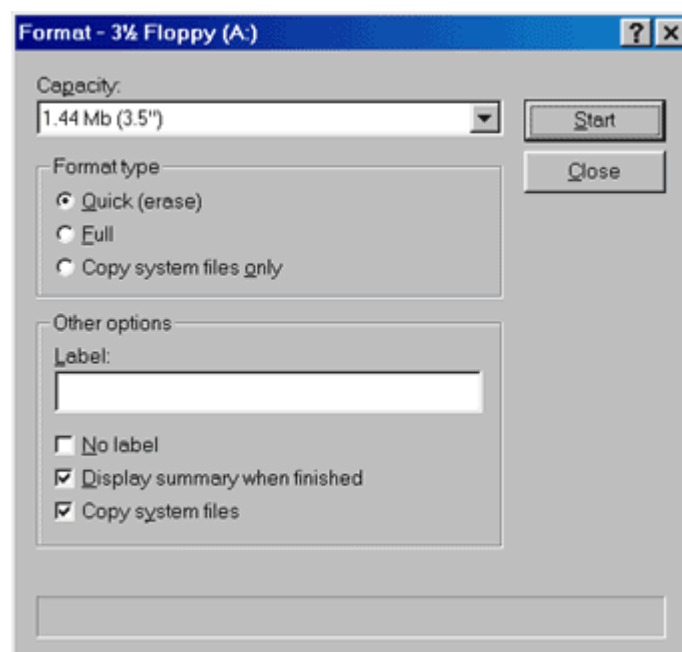 Format - 3½ Floppy (A:)
Capacity:
1.44 Mb (3.5")
Start
Close
Format type
Quick (erase)
Full
Copy system files only
Other options
Label:
No label
Display summary when finished
Copy system files